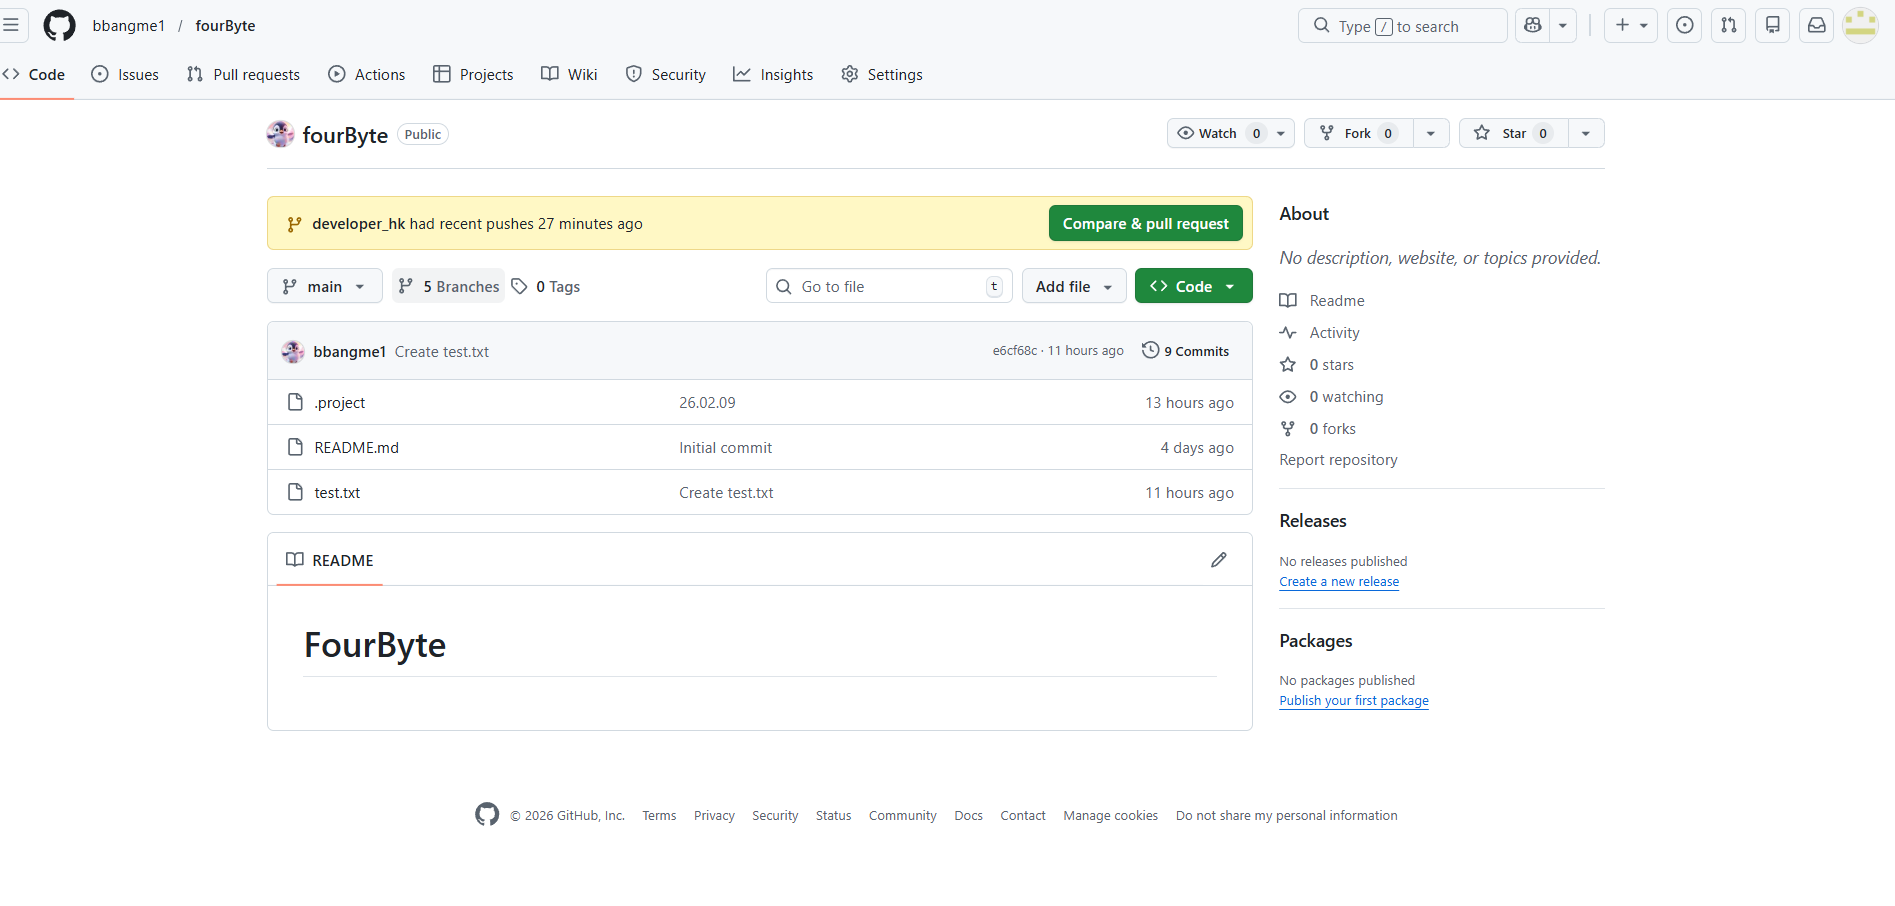 bbangme1 / fourByte
Type / to search
Code Issues Pull requests Actions Projects Wiki Security Insights Settings
fourByte Public
Watch 0 Fork 0 Star 0
developer_hk had recent pushes 27 minutes ago
Compare & pull request
main 5 Branches 0 Tags
Go to file t
Add file
Code
bbangme1 Create test.txt e6cf68c · 11 hours ago 9 Commits
.project 26.02.09 13 hours ago
README.md Initial commit 4 days ago
test.txt Create test.txt 11 hours ago
README
FourByte
About
No description, website, or topics provided.
Readme
Activity
0 stars
0 watching
0 forks
Report repository
Releases
No releases published
Create a new release
Packages
No packages published
Publish your first package
© 2026 GitHub, Inc. Terms Privacy Security Status Community Docs Contact Manage cookies Do not share my personal information